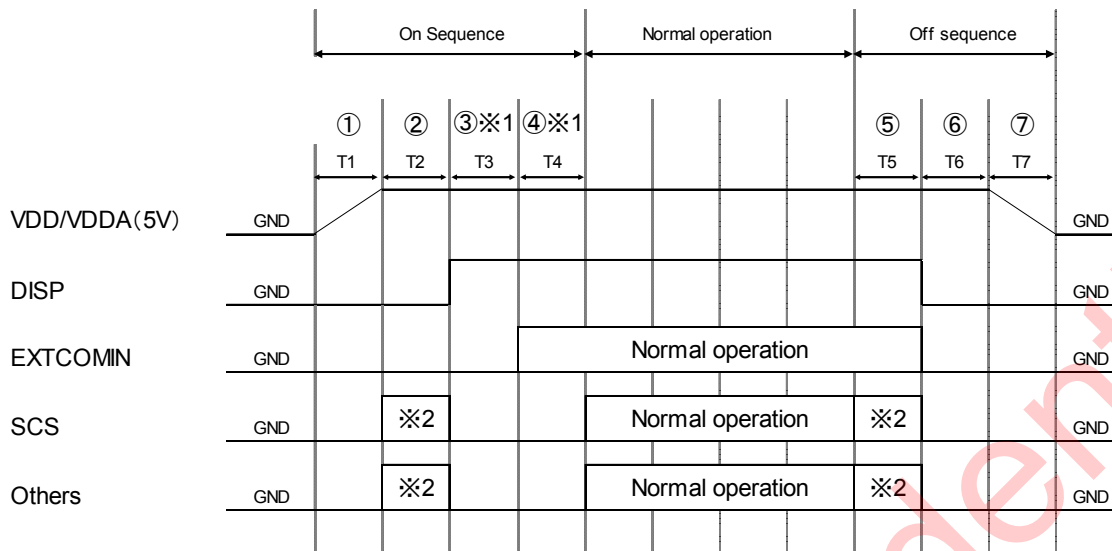 On Sequence Normal operation Off sequence
① ② ③※1 ④※1 ⑤ ⑥ ⑦
T1 T2 T3 T4 T5 T6 T7
VDD/VDDA(5V) GND GND
DISP GND GND
EXTCOMIN GND Normal operation GND
SCS GND ※2 Normal operation ※2 GND
Others GND ※2 Normal operation ※2 GND